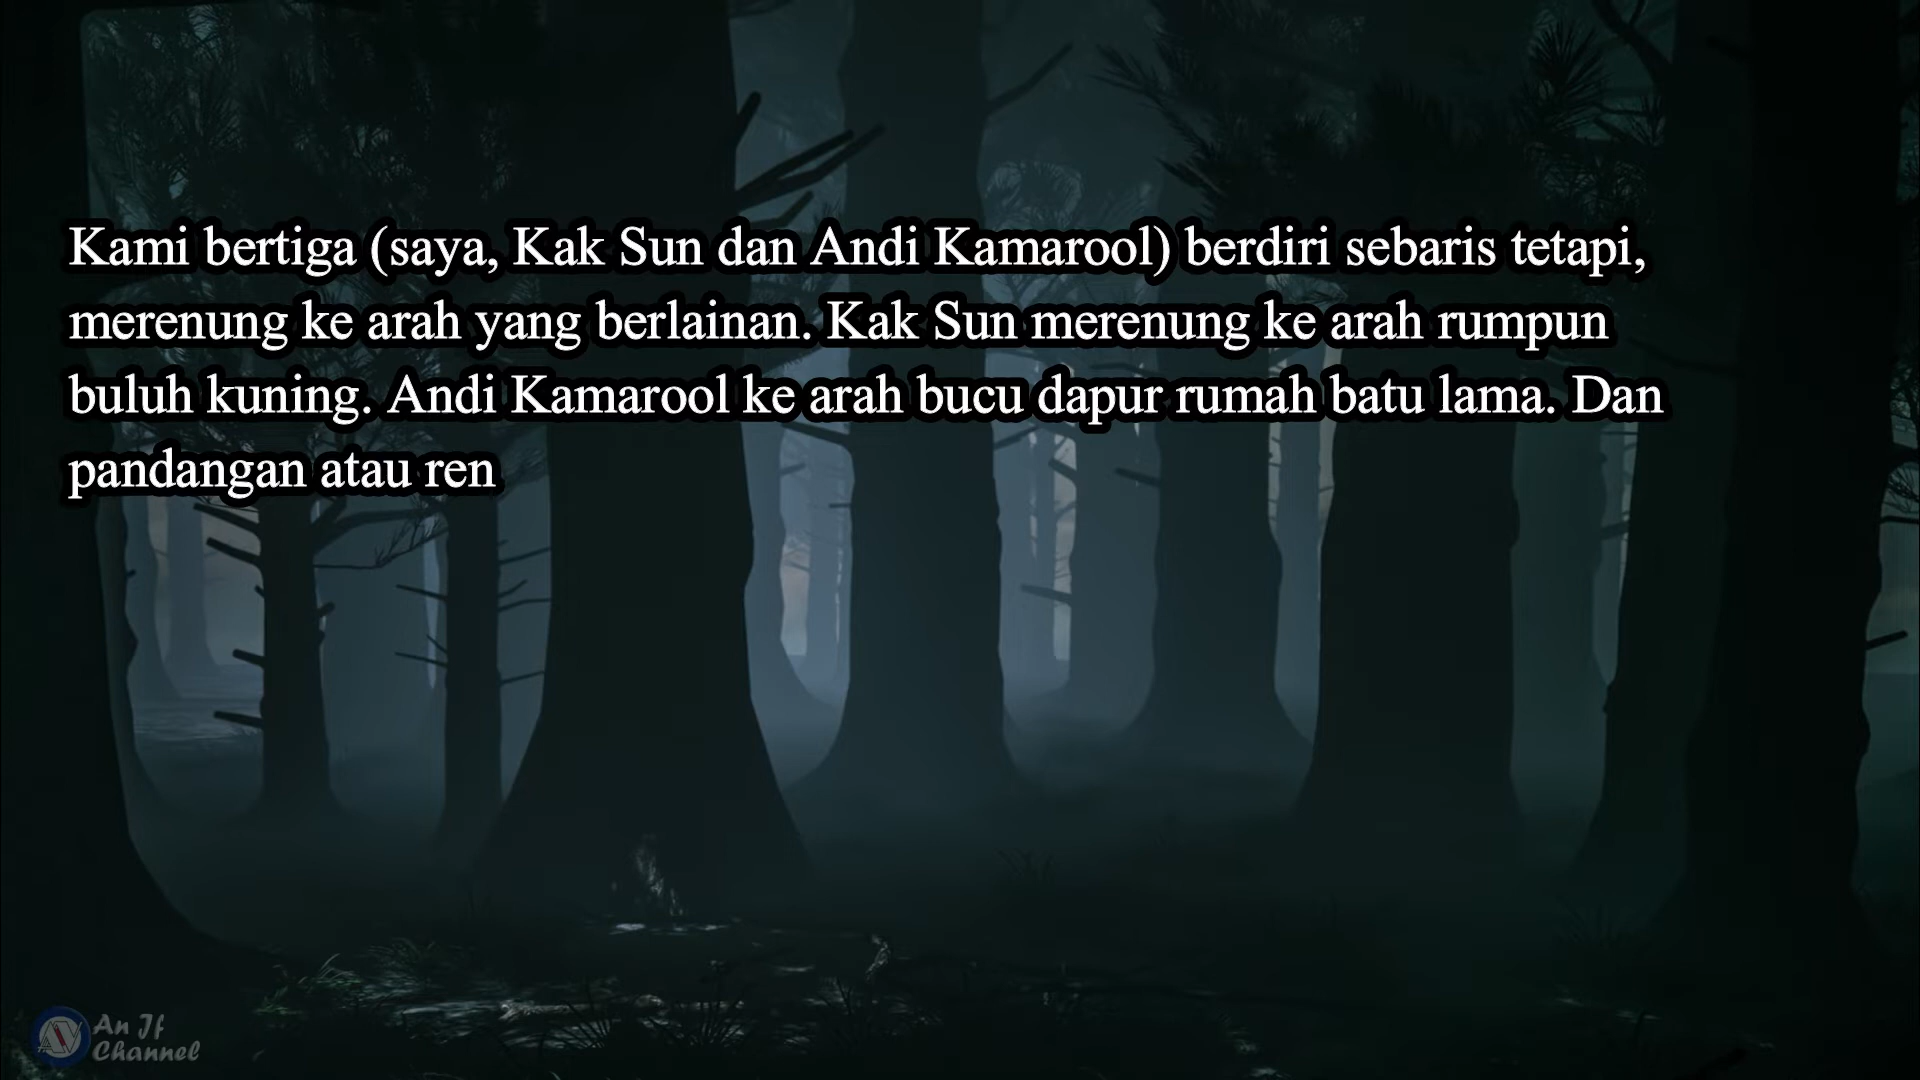 Kami bertiga (saya, Kak Sun dan Andi Kamarool) berdiri sebaris tetapi,
merenung ke arah yang berlainan. Kak Sun merenung ke arah rumpun
buluh kuning. Andi Kamarool ke arah bucu dapur rumah batu lama. Dan
pandangan atau ren
An Jf
Channel